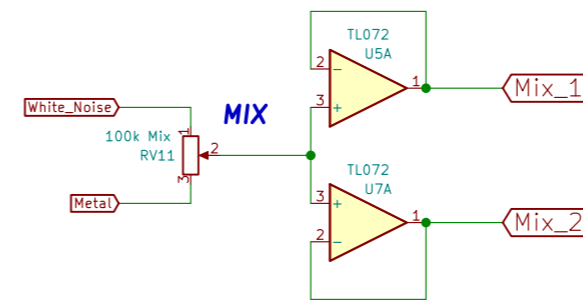 TL072
U5A
2
-
1
3
+
Mix_1
White_Noise
MIX
100k Mix
RV11
1
2
3
Metal
TL072
U7A
3
+
1
2
-
Mix_2